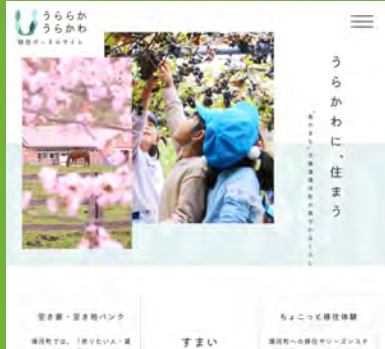 うららか
うらかわ
移住ポータルサイト
うらかわに、住まう
空き家・空き地バンク
すまい
ちょこっと移住体験
浦河町では、「売りたい人・貸
浦河町への移住やシーズンステ